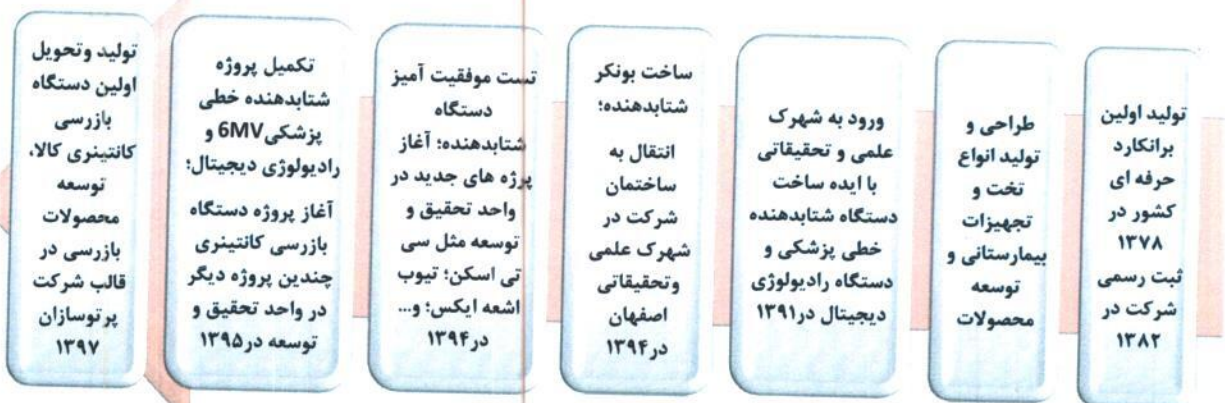 تولید اولین
برانکارد
حرفه ای
کشور در
۱۳۷۸
ثبت رسمی
شرکت در
۱۳۸۲
طراحی و
تولید انواع
تخت و
تجهیزات
بیمارستانی و
توسعه
محصولات
ورود به شهرک
علمی و تحقیقاتی
با ایده ساخت
دستگاه شتابدهنده
خطی پزشکی و
دستگاه رادیولوژی
دیجیتال در۱۳۹۱
ساخت بونکر
شتابدهنده؛
انتقال به
ساختمان
شرکت در
شهرک علمی
وتحقیقاتی
اصفهان
در۱۳۹۴
تست موفقیت آمیز
دستگاه
شتابدهنده؛ آغاز
پرژه های جدید در
واحد تحقیق و
توسعه مثل سی
تی اسکن؛ تیوب
اشعه ایکس؛ و...
در۱۳۹۴
تکمیل پروژه
شتابدهنده خطی
پزشکی6MV و
رادیولوژی دیجیتال؛
آغاز پروژه دستگاه
بازرسی کانتینری
چندین پروژه دیگر
در واحد تحقیق و
توسعه در۱۳۹۵
تولید وتحویل
اولین دستگاه
بازرسی
کانتینری کالا،
توسعه
محصولات
بازرسی در
قالب شرکت
پرتوسازان
۱۳۹۷